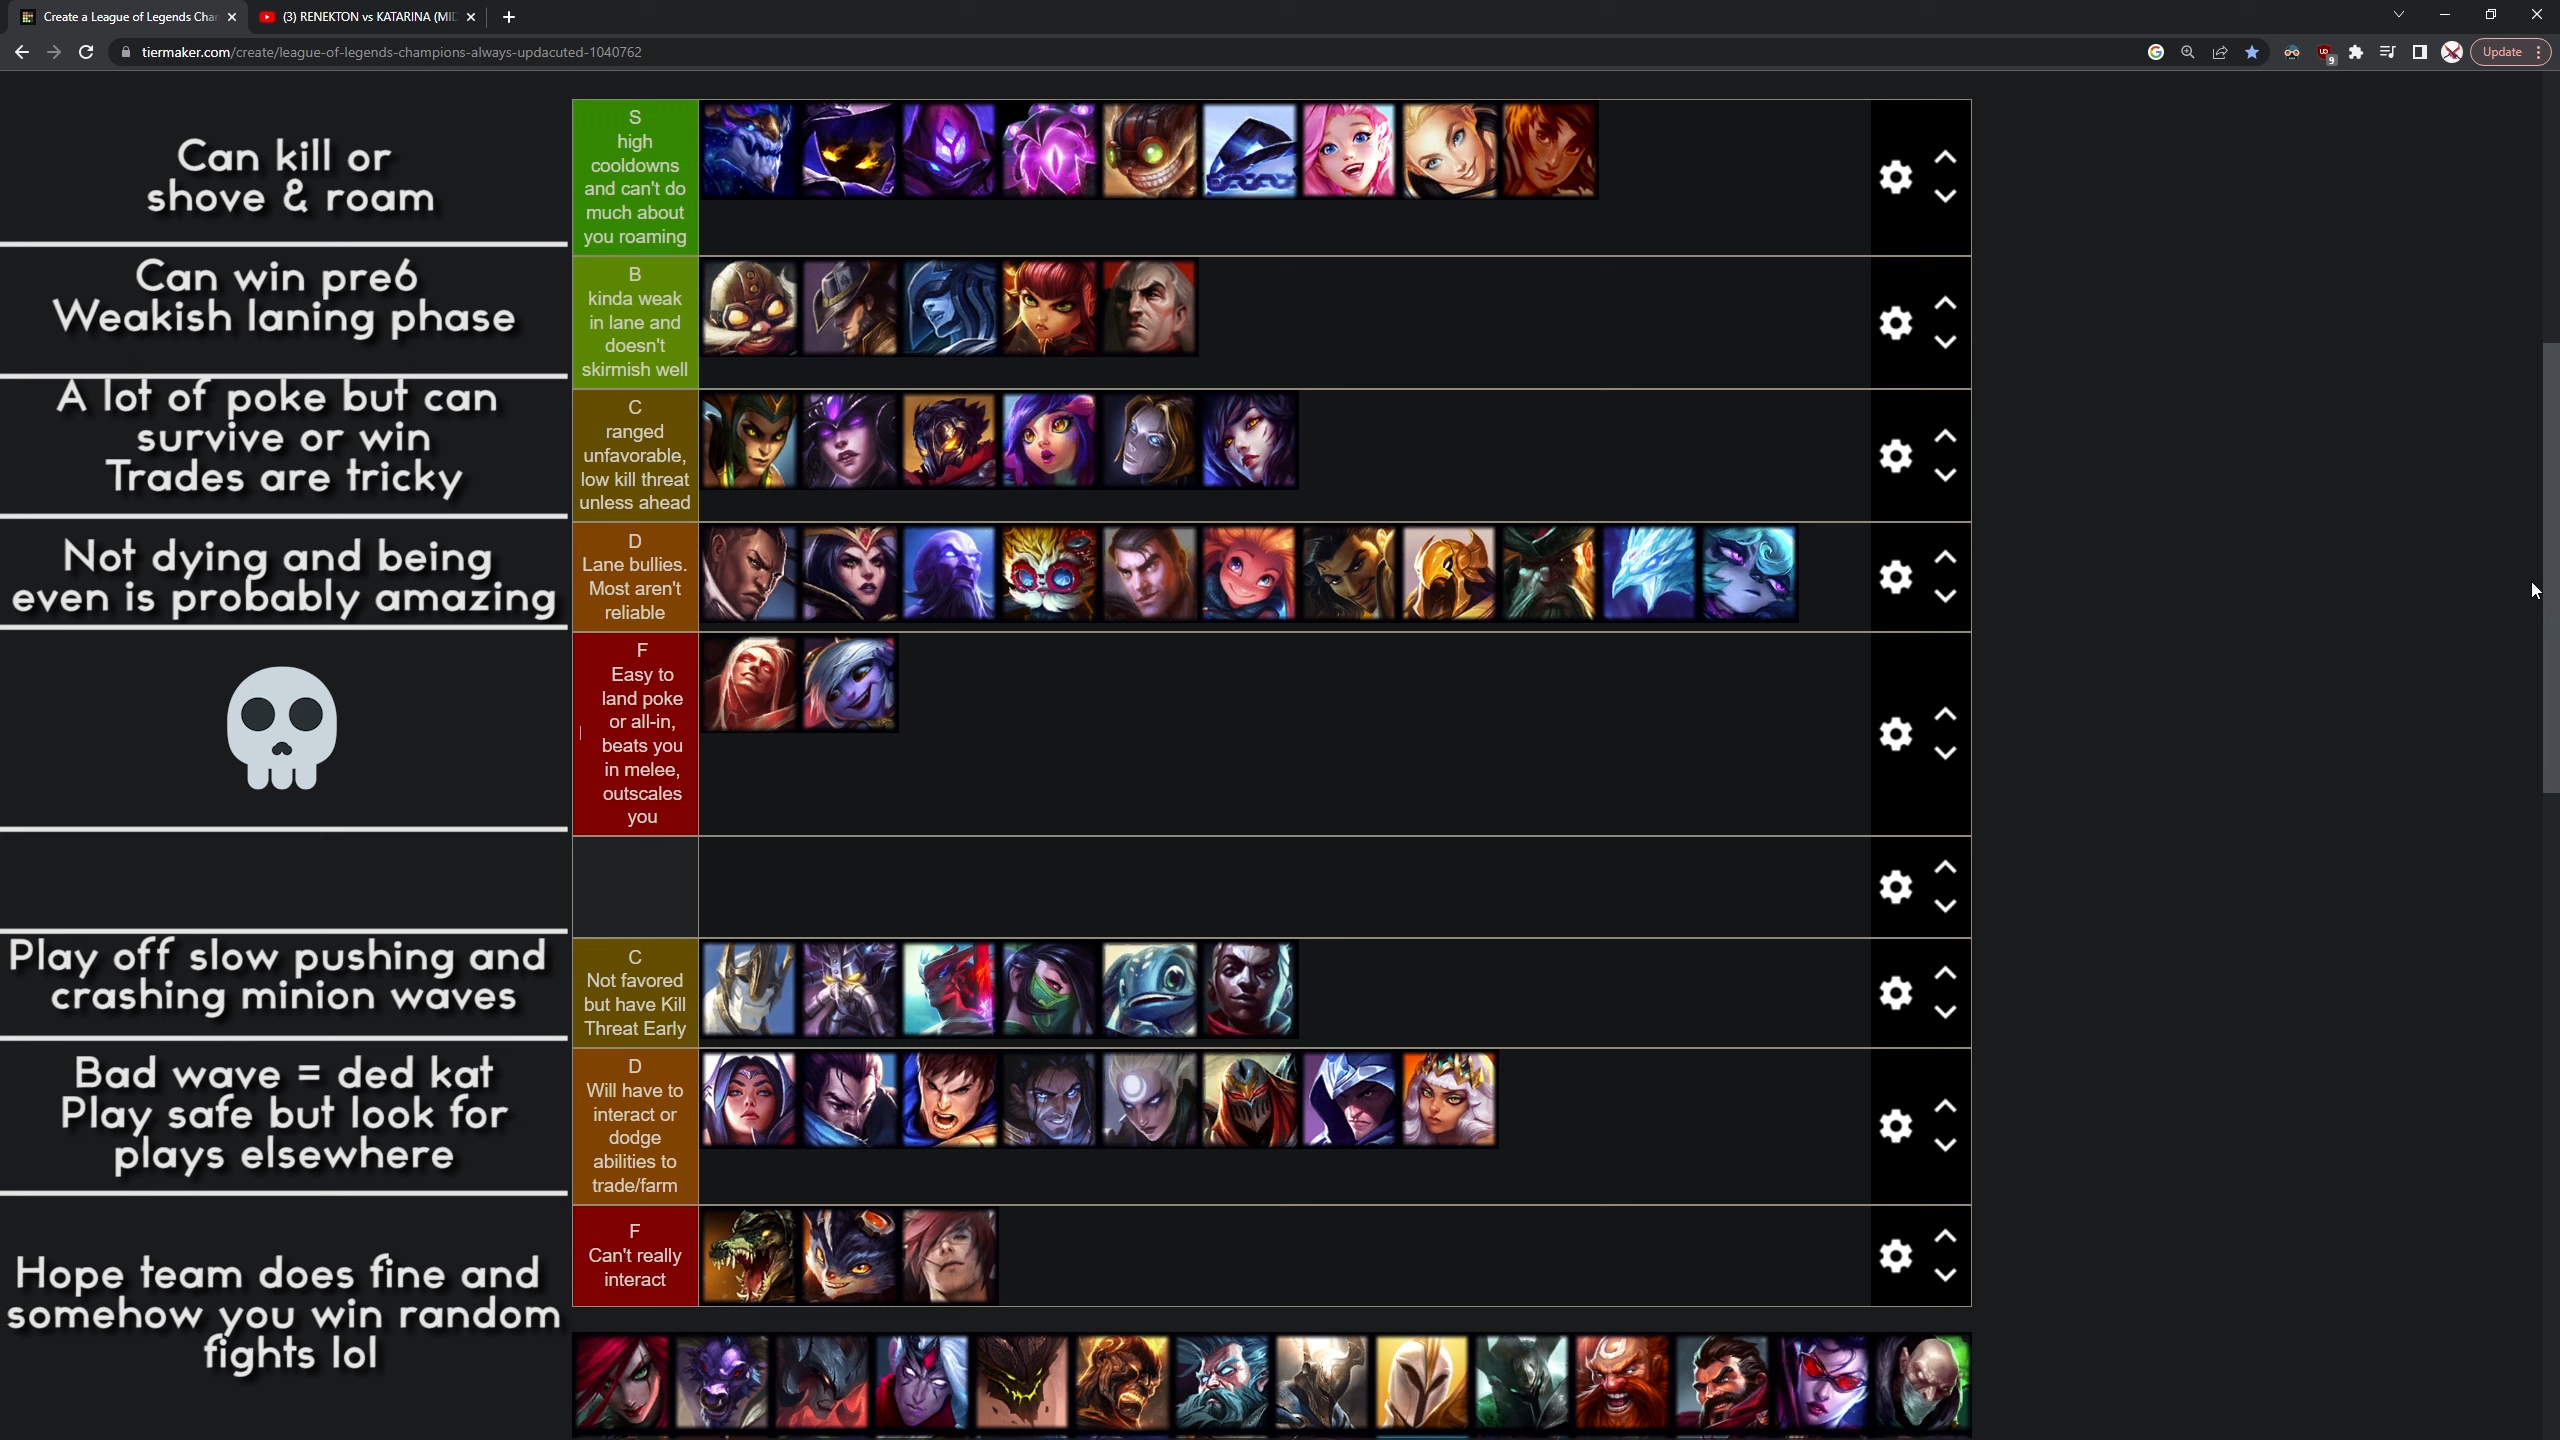 Create a League of Legends Cha
(3) RENEKTON vs KATARINA (MID
tiermaker.com/create/league-of-legends-champions-always-updacuted-1040762
9
Update
Can kill or
shove & roam
S
high
cooldowns
and can't do
much about
you roaming
Can win pre6
Weakish laning phase
B
kinda weak
in lane and
doesn't
skirmish well
A lot of poke but can
survive or win
Trades are tricky
C
ranged
unfavorable,
low kill threat
unless ahead
Not dying and being
even is probably amazing
D
Lane bullies.
Most aren't
reliable
F
Easy to
land poke
or all-in,
beats you
in melee,
outscales
you
Play off slow pushing and
crashing minion waves
C
Not favored
but have Kill
Threat Early
Bad wave = ded kat
Play safe but look for
plays elsewhere
D
Will have to
interact or
dodge
abilities to
trade/farm
Hope team does fine and
somehow you win random
fights lol
F
Can't really
interact